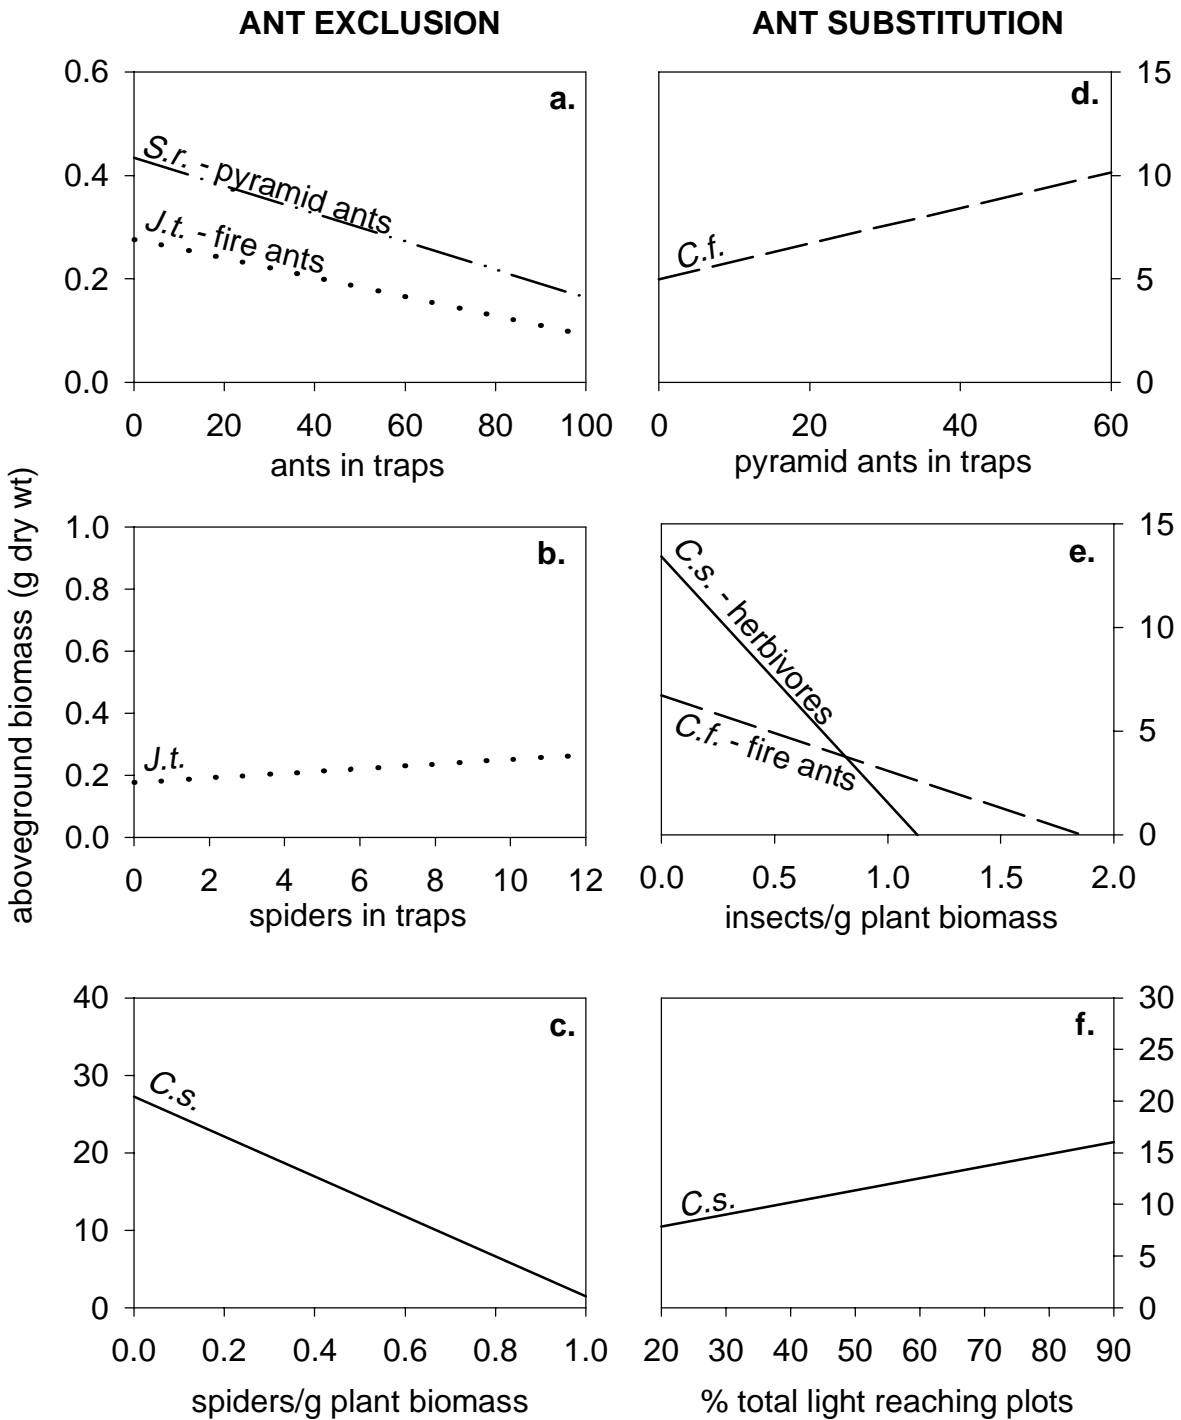 ANT EXCLUSION
ANT SUBSTITUTION
aboveground biomass (g dry wt)
0.6
0.4
0.2
0.0
a.
S.r. - pyramid ants
J.t. - fire ants
0 20 40 60 80 100
ants in traps
d.
C.f.
15
10
5
0
0 20 40 60
pyramid ants in traps
1.0
0.8
0.6
0.4
0.2
0.0
b.
J.t.
0 2 4 6 8 10 12
spiders in traps
e.
C.s. - herbivores
C.f. - fire ants
15
10
5
0
0.0 0.5 1.0 1.5 2.0
insects/g plant biomass
40
30
20
10
0
c.
C.s.
0.0 0.2 0.4 0.6 0.8 1.0
spiders/g plant biomass
f.
C.s.
30
25
20
15
10
5
0
20 30 40 50 60 70 80 90
% total light reaching plots